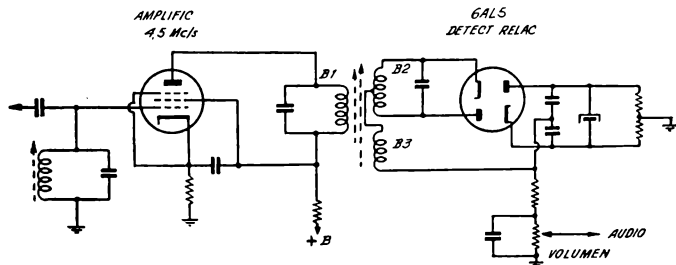 AMPLIFIC
4,5 Mc/s
6AL5
DETECT RELAC
B1
B2
B3
+B
AUDIO
VOLUMEN